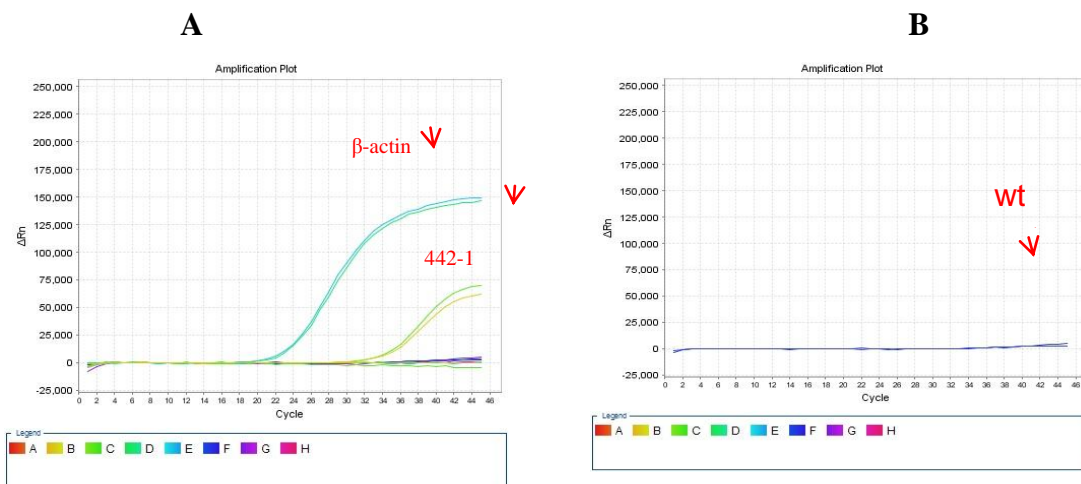 A
B
Amplification Plot
250,000
225,000
200,000
175,000
150,000
125,000
100,000
75,000
50,000
25,000
0
-25,000
ΔRn
β-actin
442-1
0 2 4 6 8 10 12 14 16 18 20 22 24 26 28 30 32 34 36 38 40 42 44 46
Cycle
Legend
A B C D E F G H
Amplification Plot
250,000
225,000
200,000
175,000
150,000
125,000
100,000
75,000
50,000
25,000
0
-25,000
ΔRn
wt
0 2 4 6 8 10 12 14 16 18 20 22 24 26 28 30 32 34 36 38 40 42 44 46
Cycle
Legend
A B C D E F G H